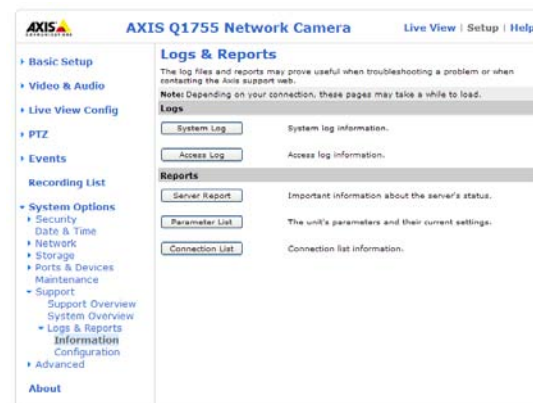 AXIS
COMMUNICATIONS
AXIS Q1755 Network Camera
Live View | Setup | Help
Basic Setup
Video & Audio
Live View Config
PTZ
Events
Recording List
System Options
Security
Date & Time
Network
Storage
Ports & Devices
Maintenance
Support
Support Overview
System Overview
Logs & Reports
Information
Configuration
Advanced
About
Logs & Reports
The log files and reports may prove useful when troubleshooting a problem or when
contacting the Axis support web.
Note: Depending on your connection, these pages may take a while to load.
Logs
System Log System log information.
Access Log Access log information.
Reports
Server Report Important information about the server's status.
Parameter List The unit's parameters and their current settings.
Connection List Connection list information.